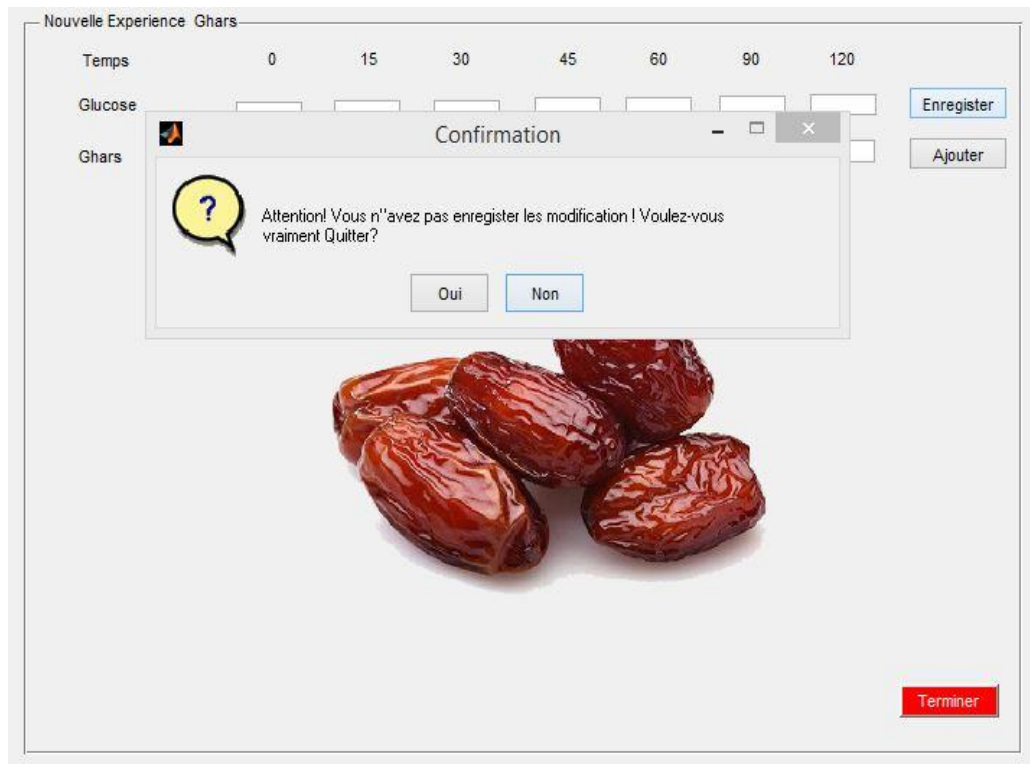 Nouvelle Experience Ghars
Temps 0 15 30 45 60 90 120
Glucose Enregister
Confirmation
Ghars Ajouter
?
Attention! Vous n''avez pas enregister les modification ! Voulez-vous
vraiment Quitter?
Oui Non
Terminer